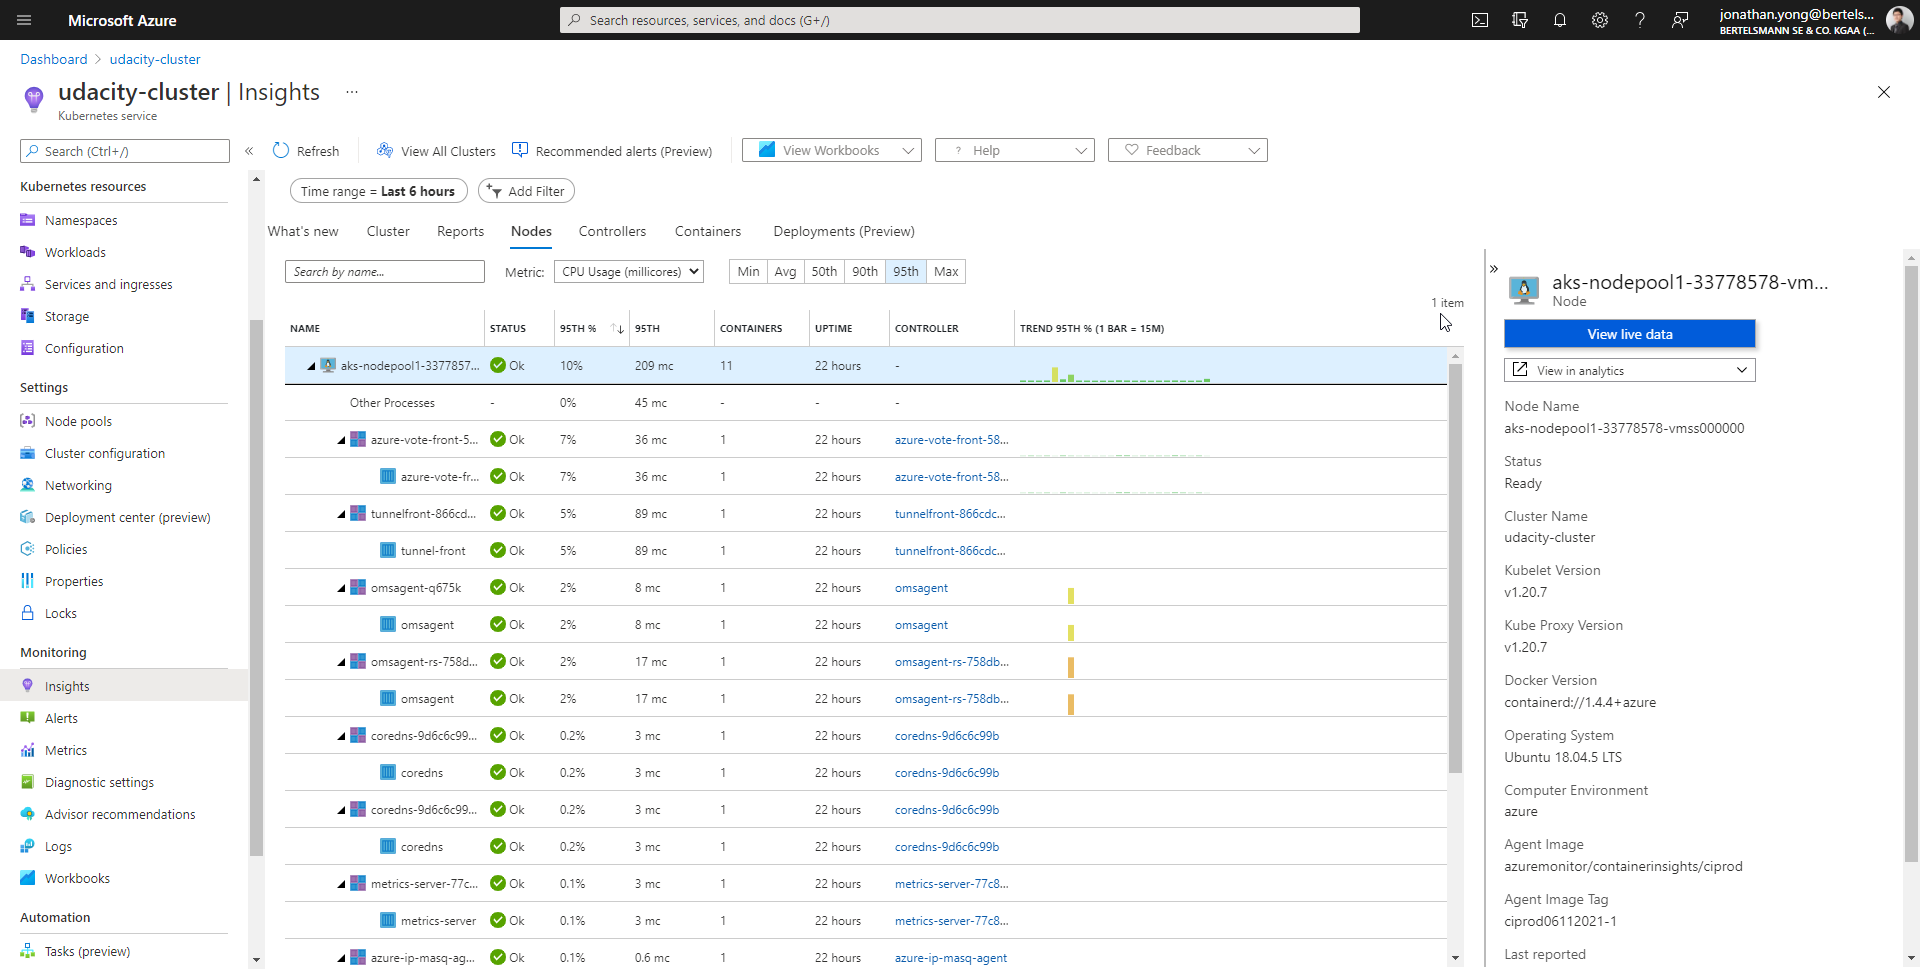 Microsoft Azure
Search resources, services, and docs (G+/)
jonathan.yong@bertels...
BERTELSMANN SE & CO. KGAA (...
Dashboard > udacity-cluster
udacity-cluster | Insights ...
Kubernetes service
Search (Ctrl+/)
«
Refresh
View All Clusters
Recommended alerts (Preview)
View Workbooks
? Help
Feedback
Time range = Last 6 hours
Add Filter
What's new
Cluster
Reports
Nodes
Controllers
Containers
Deployments (Preview)
Search by name...
Metric:
CPU Usage (millicores)
Min
Avg
50th
90th
95th
Max
1 item
Kubernetes resources
Namespaces
Workloads
Services and ingresses
Storage
Configuration
Settings
Node pools
Cluster configuration
Networking
Deployment center (preview)
Policies
Properties
Locks
Monitoring
Insights
Alerts
Metrics
Diagnostic settings
Advisor recommendations
Logs
Workbooks
Automation
Tasks (preview)
NAME STATUS 95TH % ↑↓ 95TH CONTAINERS UPTIME CONTROLLER TREND 95TH % (1 BAR = 15M)
aks-nodepool1-3377857... Ok 10% 209 mc 11 22 hours -
Other Processes - 0% 45 mc - - -
azure-vote-front-5... Ok 7% 36 mc 1 22 hours azure-vote-front-58...
azure-vote-fr... Ok 7% 36 mc 1 22 hours azure-vote-front-58...
tunnelfront-866cd... Ok 5% 89 mc 1 22 hours tunnelfront-866cdc...
tunnel-front Ok 5% 89 mc 1 22 hours tunnelfront-866cdc...
omsagent-q675k Ok 2% 8 mc 1 22 hours omsagent
omsagent Ok 2% 8 mc 1 22 hours omsagent
omsagent-rs-758d... Ok 2% 17 mc 1 22 hours omsagent-rs-758db...
omsagent Ok 2% 17 mc 1 22 hours omsagent-rs-758db...
coredns-9d6c6c99... Ok 0.2% 3 mc 1 22 hours coredns-9d6c6c99b
coredns Ok 0.2% 3 mc 1 22 hours coredns-9d6c6c99b
coredns-9d6c6c99... Ok 0.2% 3 mc 1 22 hours coredns-9d6c6c99b
coredns Ok 0.2% 3 mc 1 22 hours coredns-9d6c6c99b
metrics-server-77c... Ok 0.1% 3 mc 1 22 hours metrics-server-77c8...
metrics-server Ok 0.1% 3 mc 1 22 hours metrics-server-77c8...
azure-ip-masq-ag... Ok 0.1% 0.6 mc 1 22 hours azure-ip-masq-agent
»
aks-nodepool1-33778578-vm...
Node
View live data
View in analytics
Node Name
aks-nodepool1-33778578-vmss000000
Status
Ready
Cluster Name
udacity-cluster
Kubelet Version
v1.20.7
Kube Proxy Version
v1.20.7
Docker Version
containerd://1.4.4+azure
Operating System
Ubuntu 18.04.5 LTS
Computer Environment
azure
Agent Image
azuremonitor/containerinsights/ciprod
Agent Image Tag
ciprod06112021-1
Last reported